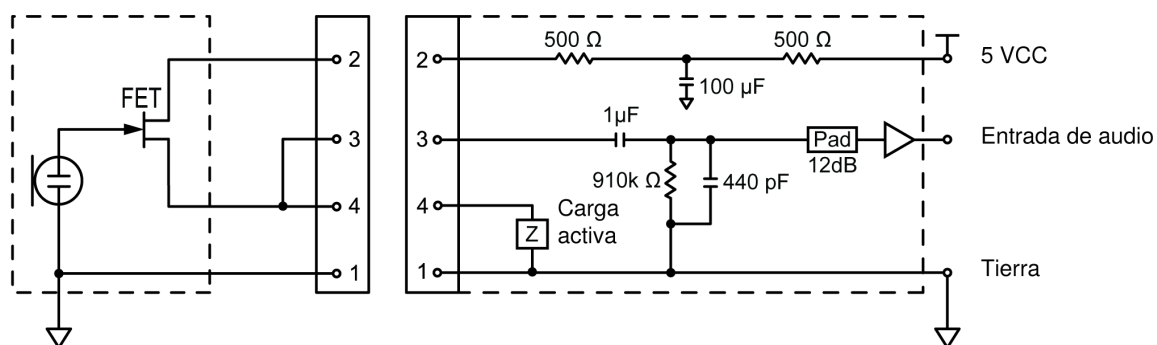 FET
2
3
4
1
2
3
4
1
500 Ω
500 Ω
100 µF
1µF
910k Ω
440 pF
Pad
12dB
Z
Carga
activa
5 VCC
Entrada de audio
Tierra